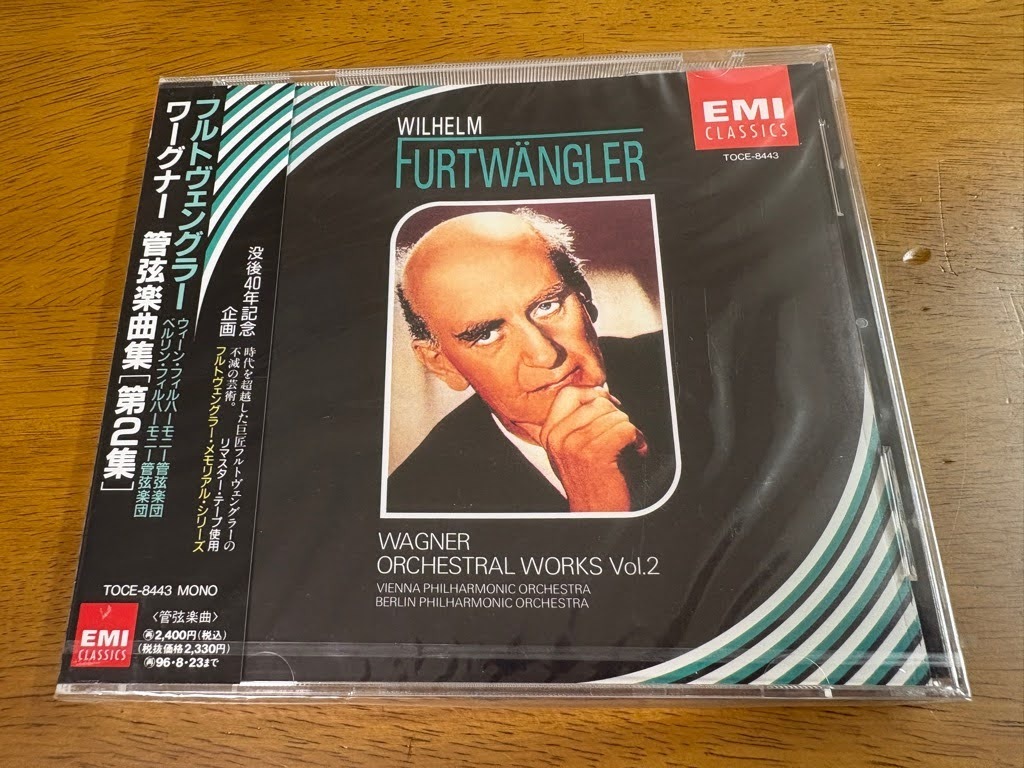 フルトヴェングラー
ワーグナー 管弦楽曲集[第2集]
ウィーン・フィルハーモニー管弦楽団
ベルリン・フィルハーモニー管弦楽団
没後40年記念
企画
時代を超越した巨匠フルトヴェングラーの
不滅の芸術。 リマスター・テープ使用
フルトヴェングラー・メモリアル・シリーズ
TOCE-8443 MONO
EMI
CLASSICS
〈管弦楽曲〉
再2,400円(税込)
(税抜価格2,330円)
再96・8・23まで
WILHELM
FURTWÄNGLER
EMI
CLASSICS
TOCE-8443
WAGNER
ORCHESTRAL WORKS Vol.2
VIENNA PHILHARMONIC ORCHESTRA
BERLIN PHILHARMONIC ORCHESTRA